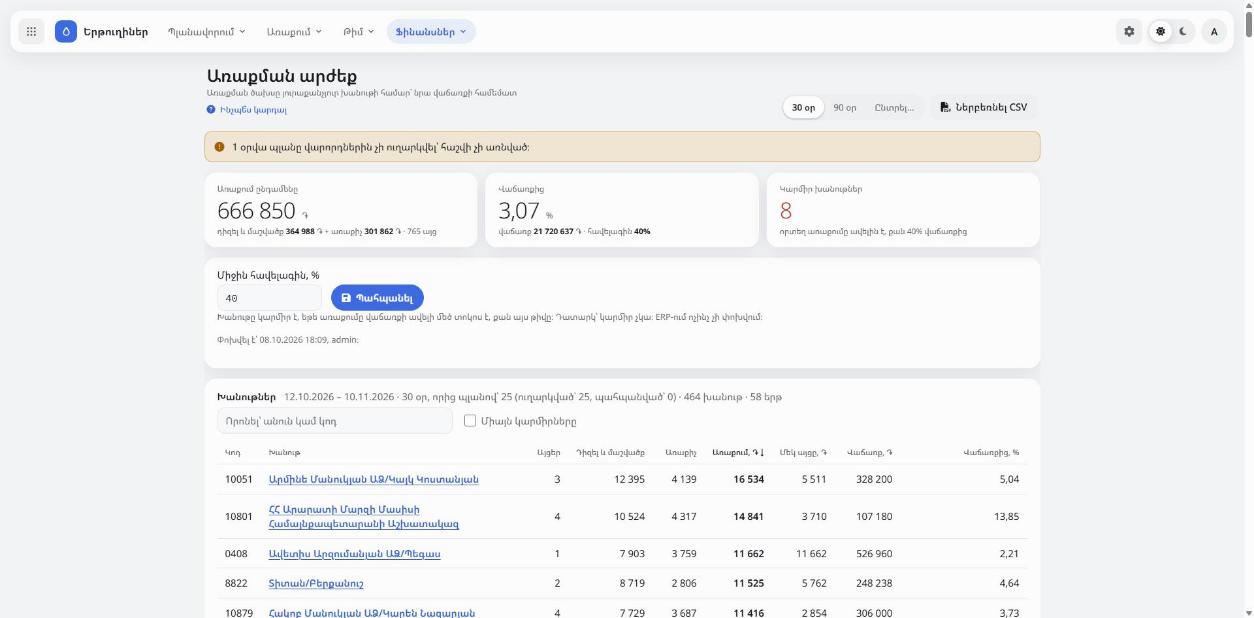 Երթուղիներ Պլանավորում Առաքում Թիմ Ֆինանսներ A
Առաքման արժեք
Առաքման ծախսը յուրաքանչյուր խանութի համար՝ նրա վաճառքի համեմատ
Ինչպես կարդալ
30 օր 90 օր Ընտրել... Ներբեռնել CSV
1 օրվա պլանը վարորդներին չի ուղարկվել՝ հաշվի չի առնված:
Առաքում ընդամենը
666 850 ֏
դիզել և մաշվածք 364 988 ֏ + առաքիչ 301 862 ֏ · 765 այց
Վաճառքից
3,07 %
վաճառք 21 720 637 ֏ · հավելագին 40%
Կարմիր խանութներ
8
որտեղ առաքումը ավելին է, քան 40% վաճառքից
Միջին հավելագին, %
40 Պահպանել
Խանութը կարմիր է, եթե առաքումը վաճառքի ավելի մեծ տոկոս է, քան այս թիվը: Դատարկ՝ կարմիր չկա: ERP-ում ոչինչ չի փոխվում:
Փոխվել է՝ 08.10.2026 18:09, admin:
Խանութներ 12.10.2026 – 10.11.2026 · 30 օր, որից պլանով՝ 25 (ուղարկված՝ 25, պահպանված՝ 0) · 464 խանութ · 58 երթ
Որոնել՝ անուն կամ կոդ Միայն կարմիրները
Կոդ Խանութ Այցեր Դիզել և մաշվածք Առաքիչ Առաքում, ֏ ↓ Մեկ այցը, ֏ Վաճառք, ֏ Վաճառքից, %
10051 Արմինե Մանուկյան ԱՁ/Կայկ Կոստանյան 3 12 395 4 139 16 534 5 511 328 200 5,04
10801 ՀՀ Արարատի Մարզի Մասիսի Համայնքապետարանի Աշխատակազ 4 10 524 4 317 14 841 3 710 107 180 13,85
0408 Ավետիս Արզումանյան ԱՁ/Պեգաս 1 7 903 3 759 11 662 11 662 526 960 2,21
8822 Տիտան/Բերքանուշ 2 8 719 2 806 11 525 5 762 248 238 4,64
10879 Հակոբ Մանուկյան ԱՁ/Կարեն Նազարյան 4 7 729 3 687 11 416 2 854 306 000 3,73